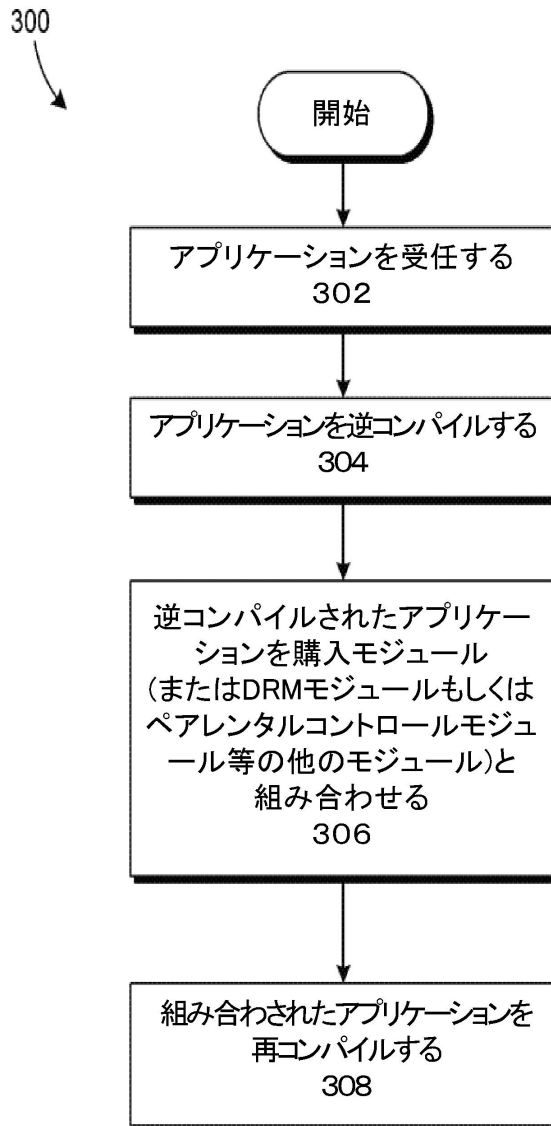 300
開始
アプリケーションを受任する
302
アプリケーションを逆コンパイルする
304
逆コンパイルされたアプリケー
ションを購入モジュール
(またはDRMモジュールもしくは
ペアレンタルコントロールモジュ
ール等の他のモジュール)と
組み合わせる
306
組み合わされたアプリケーションを
再コンパイルする
308